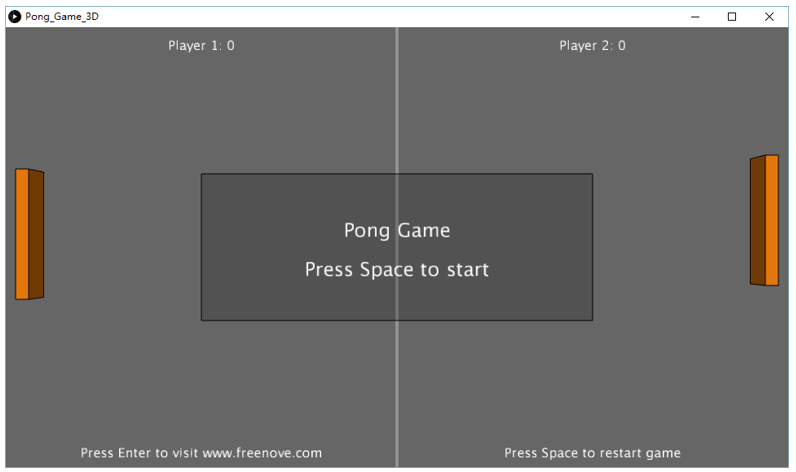 Pong_Game_3D
Player 1: 0
Player 2: 0
Pong Game
Press Space to start
Press Enter to visit www.freenove.com
Press Space to restart game